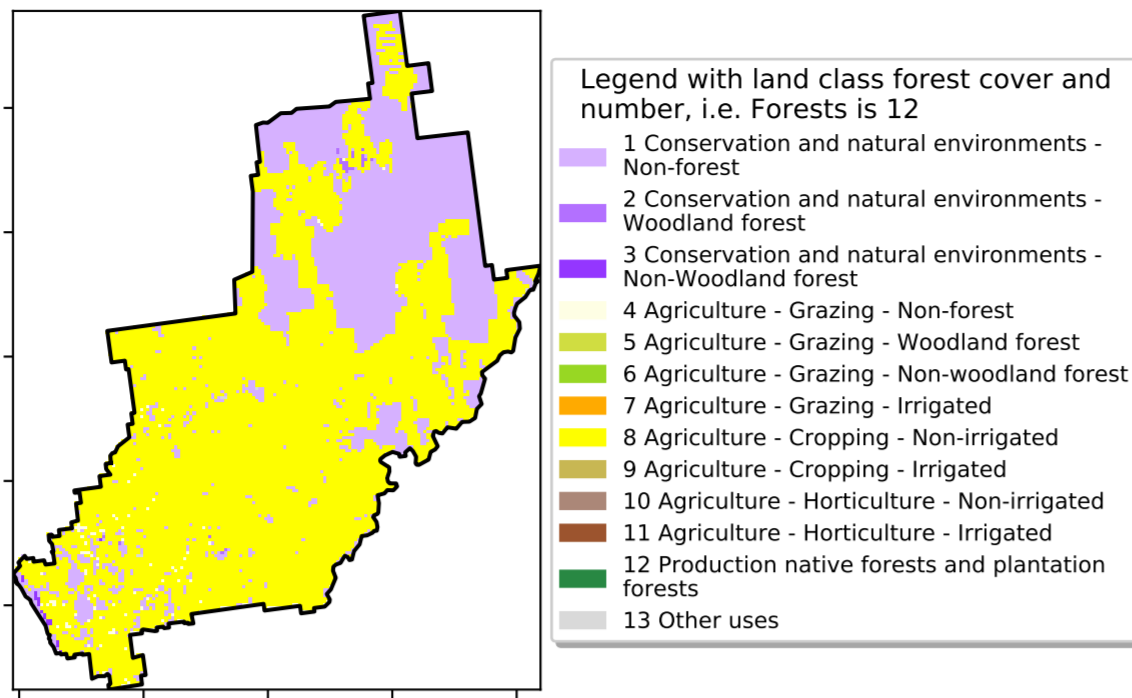 Legend with land class forest cover and
number, i.e. Forests is 12
1 Conservation and natural environments -
Non-forest
2 Conservation and natural environments -
Woodland forest
3 Conservation and natural environments -
Non-Woodland forest
4 Agriculture - Grazing - Non-forest
5 Agriculture - Grazing - Woodland forest
6 Agriculture - Grazing - Non-woodland forest
7 Agriculture - Grazing - Irrigated
8 Agriculture - Cropping - Non-irrigated
9 Agriculture - Cropping - Irrigated
10 Agriculture - Horticulture - Non-irrigated
11 Agriculture - Horticulture - Irrigated
12 Production native forests and plantation
forests
13 Other uses